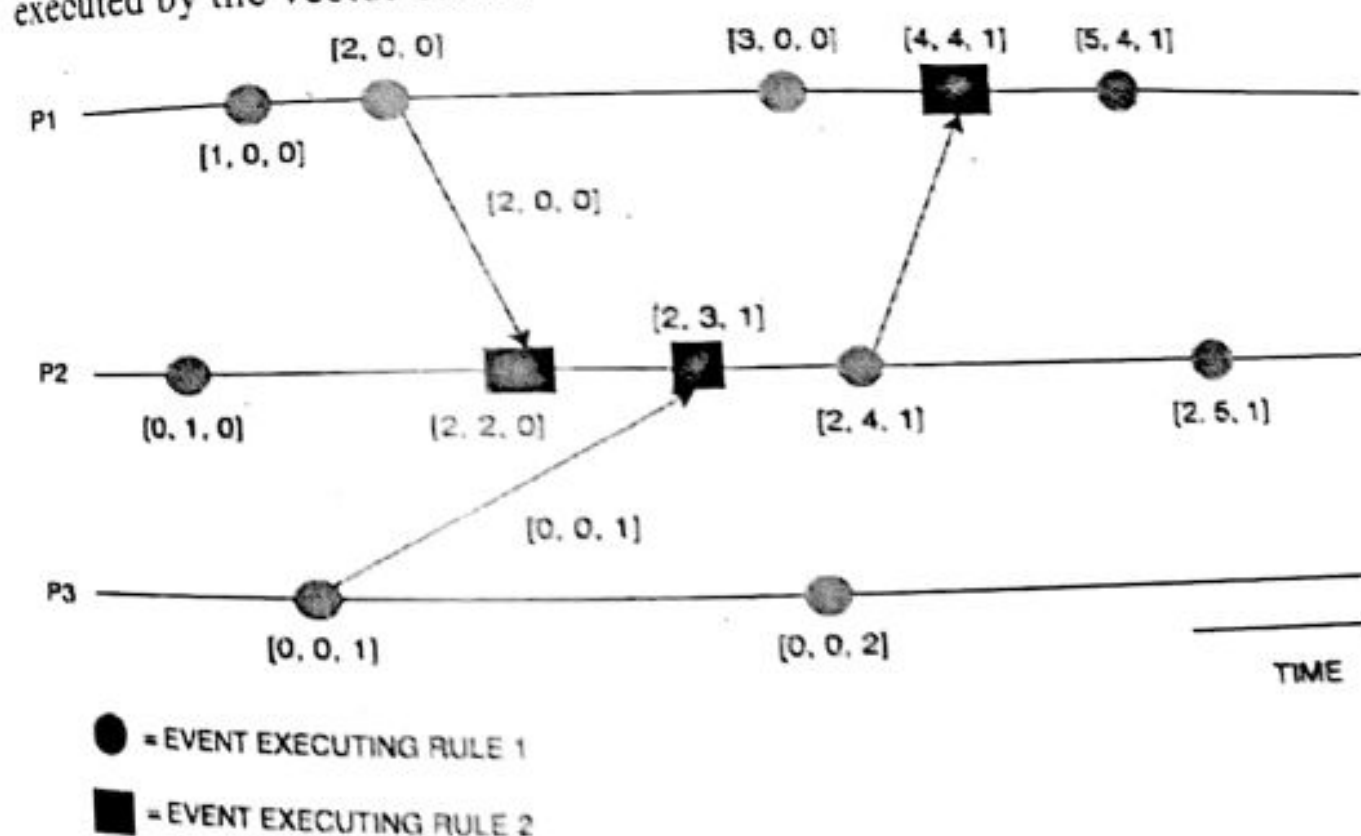 executed by the
[2, 0, 0]
[3, 0, 0]
[4, 4, 1]
[5, 4, 1]
P1
[1, 0, 0]
[2, 0, 0]
[2, 3, 1]
P2
[0, 1, 0]
[2, 2, 0]
[2, 4, 1]
[2, 5, 1]
[0, 0, 1]
P3
[0, 0, 1]
[0, 0, 2]
TIME
= EVENT EXECUTING RULE 1
= EVENT EXECUTING RULE 2